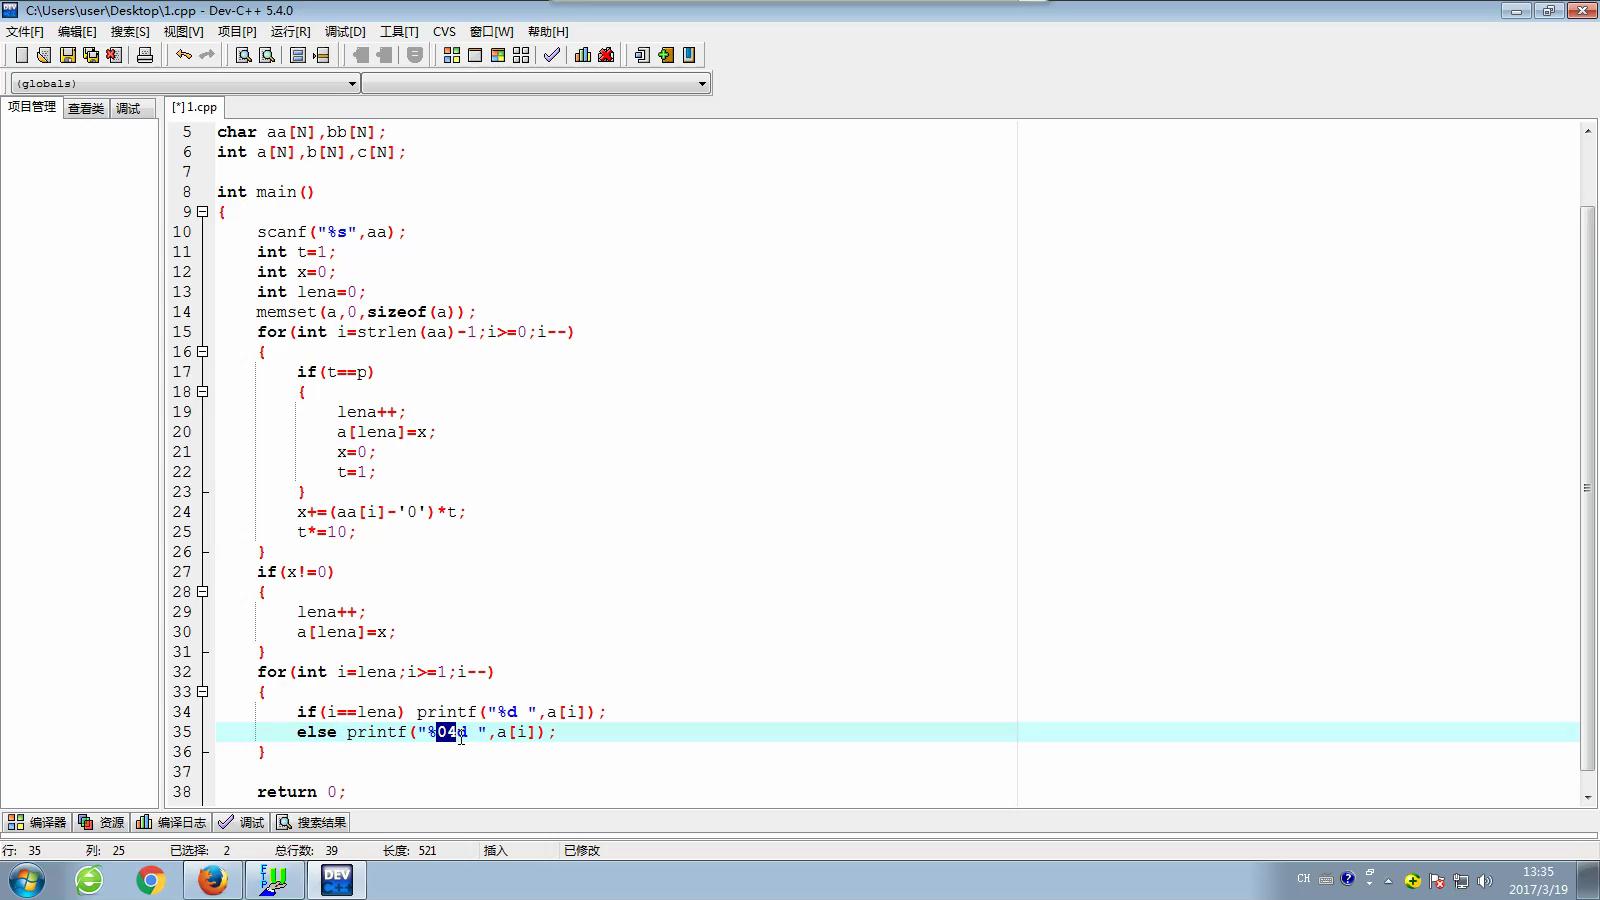 C:\Users\user\Desktop\1.cpp - Dev-C++ 5.4.0
文件[F] 编辑[E] 搜索[S] 视图[V] 项目[P] 运行[R] 调试[D] 工具[T] CVS 窗口[W] 帮助[H]
(globals)
项目管理 查看类 调试 [*] 1.cpp
5 char aa[N],bb[N];
6 int a[N],b[N],c[N];
7
8 int main()
9 {
10 scanf("%s",aa);
11 int t=1;
12 int x=0;
13 int lena=0;
14 memset(a,0,sizeof(a));
15 for(int i=strlen(aa)-1;i>=0;i--)
16 {
17 if(t==p)
18 {
19 lena++;
20 a[lena]=x;
21 x=0;
22 t=1;
23 }
24 x+=(aa[i]-'0')*t;
25 t*=10;
26 }
27 if(x!=0)
28 {
29 lena++;
30 a[lena]=x;
31 }
32 for(int i=lena;i>=1;i--)
33 {
34 if(i==lena) printf("%d ",a[i]);
35 else printf("%04d ",a[i]);
36 }
37
38 return 0;
编译器 资源 编译日志 调试 搜索结果
行: 35 列: 25 已选择: 2 总行数: 39 长度: 521 插入 已修改
FTP DEV C++ CH 13:35
2017/3/19